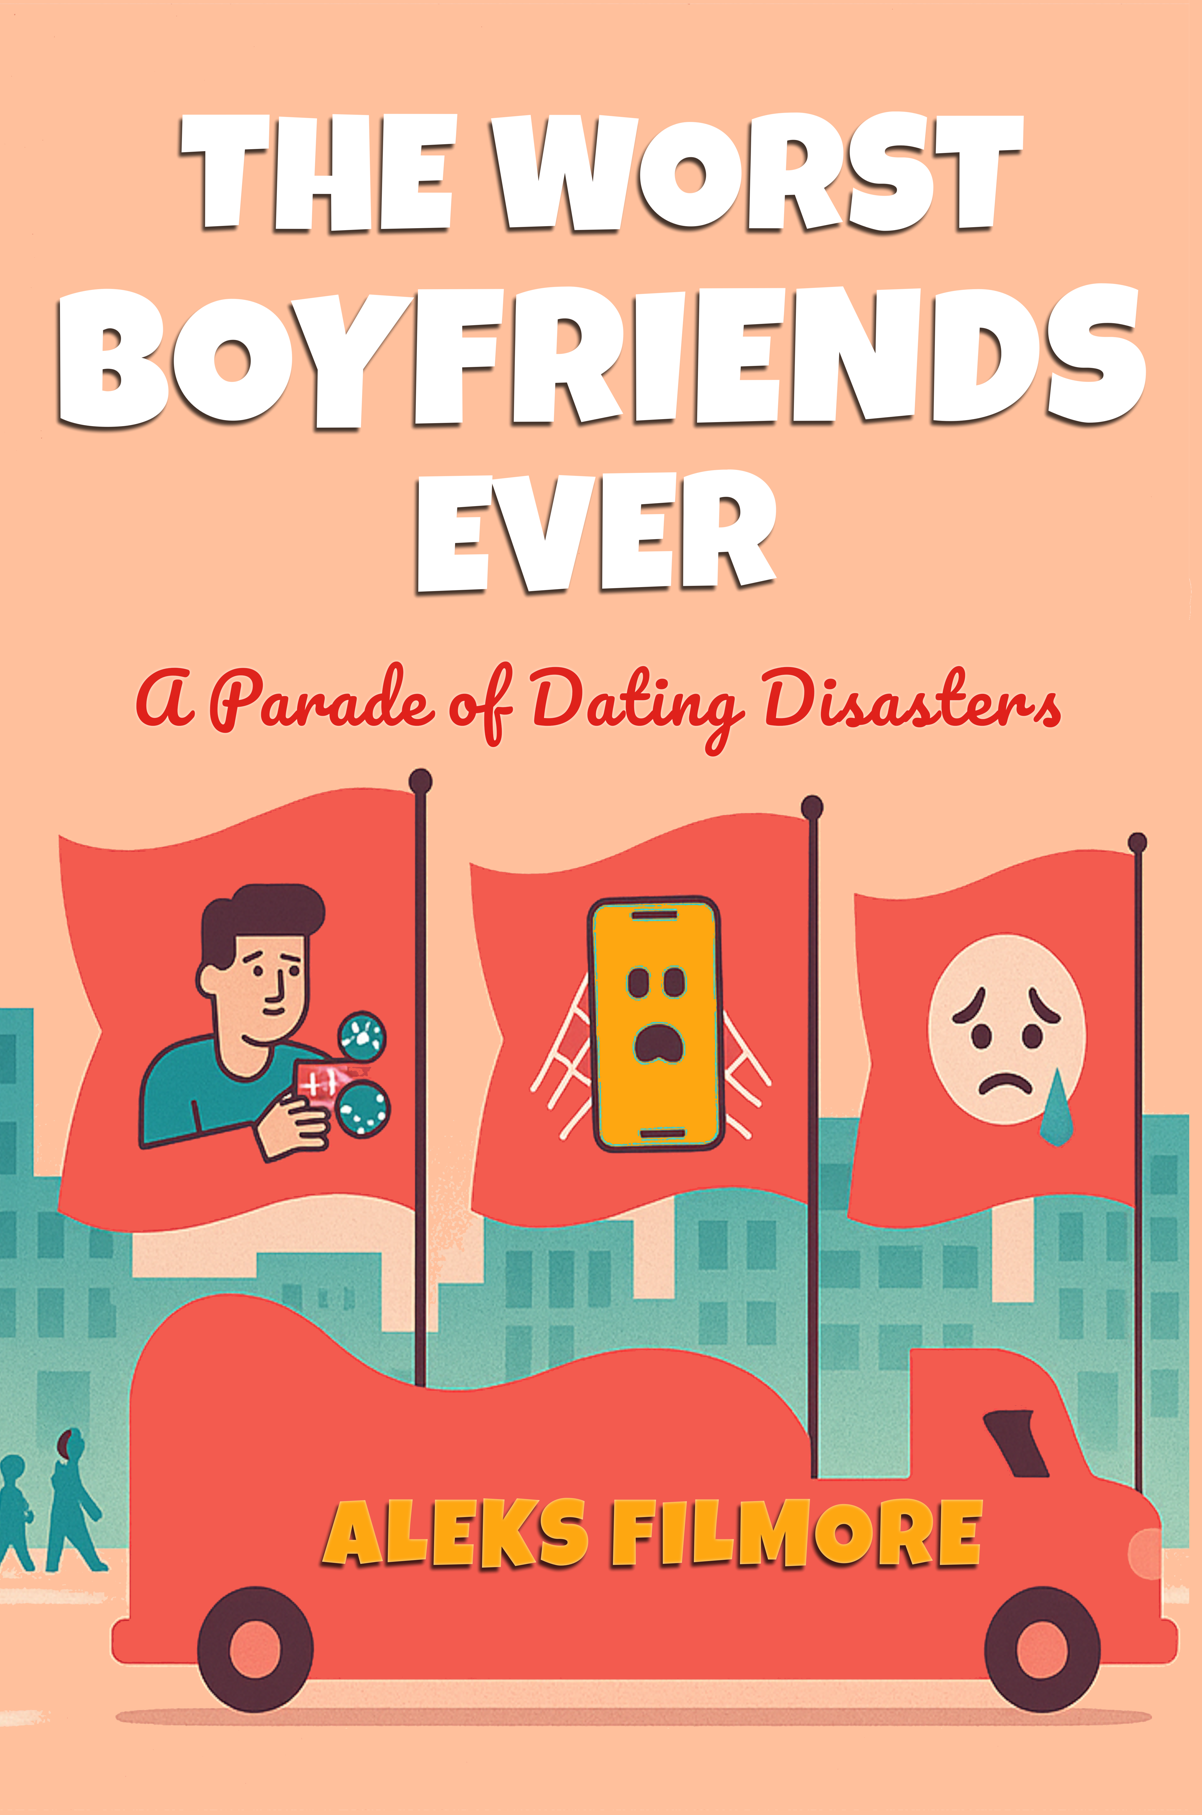 THE WORST
BOYFRIENDS
EVER
A Parade of Dating Disasters
ALEKS FILMORE